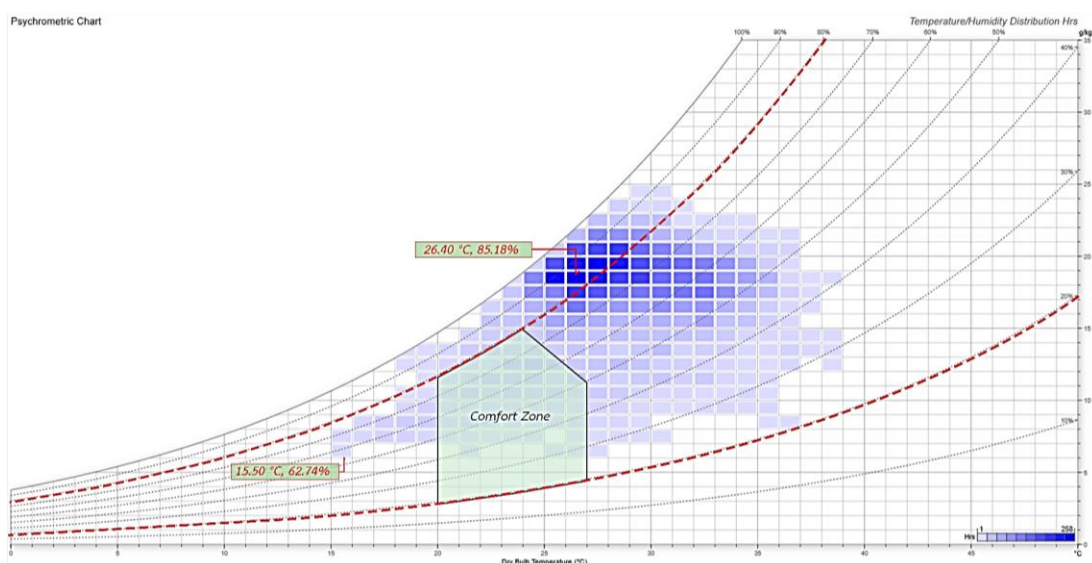 Psychrometric Chart
Temperature/Humidity Distribution Hrs
100% 90% 80% 70% 60% 50%
g/kg
35
40%
30
30%
25
26.40 °C, 85.18%
20
20%
15
Comfort Zone
10
10%
15.50 °C, 62.74%
5
1 258
Hrs
0 5 10 15 20 25 30 35 40 45 °C
Dry Bulb Temperature (°C)